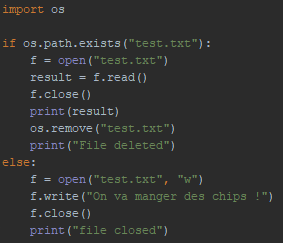 import os
if os.path.exists("test.txt"):
    f = open("test.txt")
    result = f.read()
    f.close()
    print(result)
    os.remove("test.txt")
    print("File deleted")
else:
    f = open("test.txt", "w")
    f.write("On va manger des chips !")
    f.close()
    print("file closed")